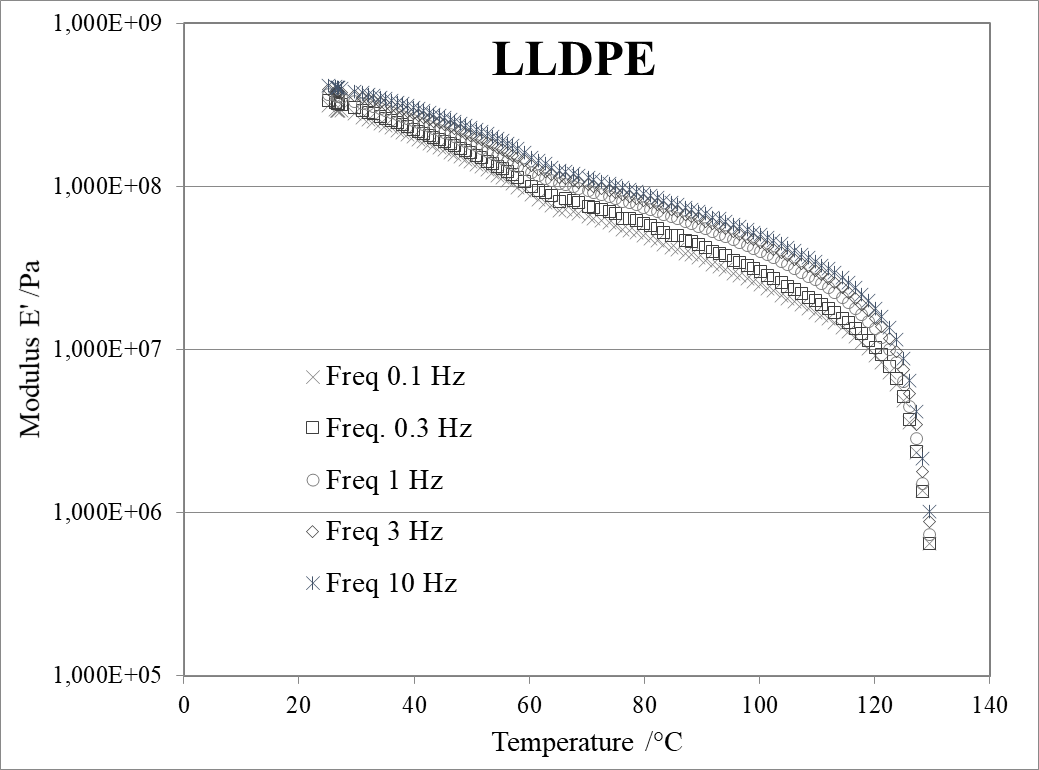 LLDPE
1,000E+09
1,000E+08
1,000E+07
1,000E+06
1,000E+05
Modulus E' /Pa
Freq 0.1 Hz
Freq. 0.3 Hz
Freq 1 Hz
Freq 3 Hz
Freq 10 Hz
0 20 40 60 80 100 120 140
Temperature /°C